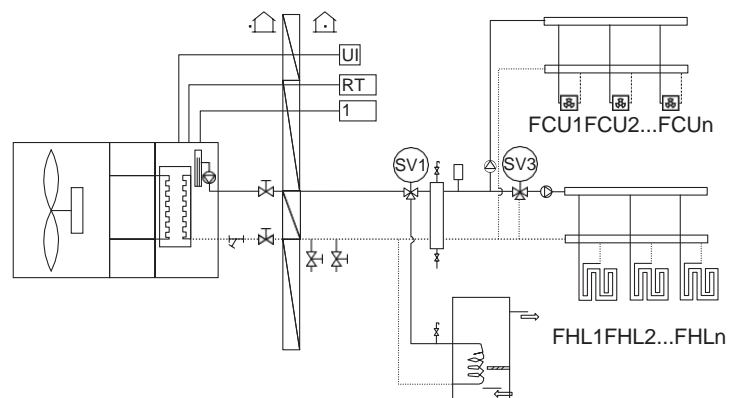 UI
RT
1
SV1
SV3
FCU1FCU2...FCUn
FHL1FHL2...FHLn